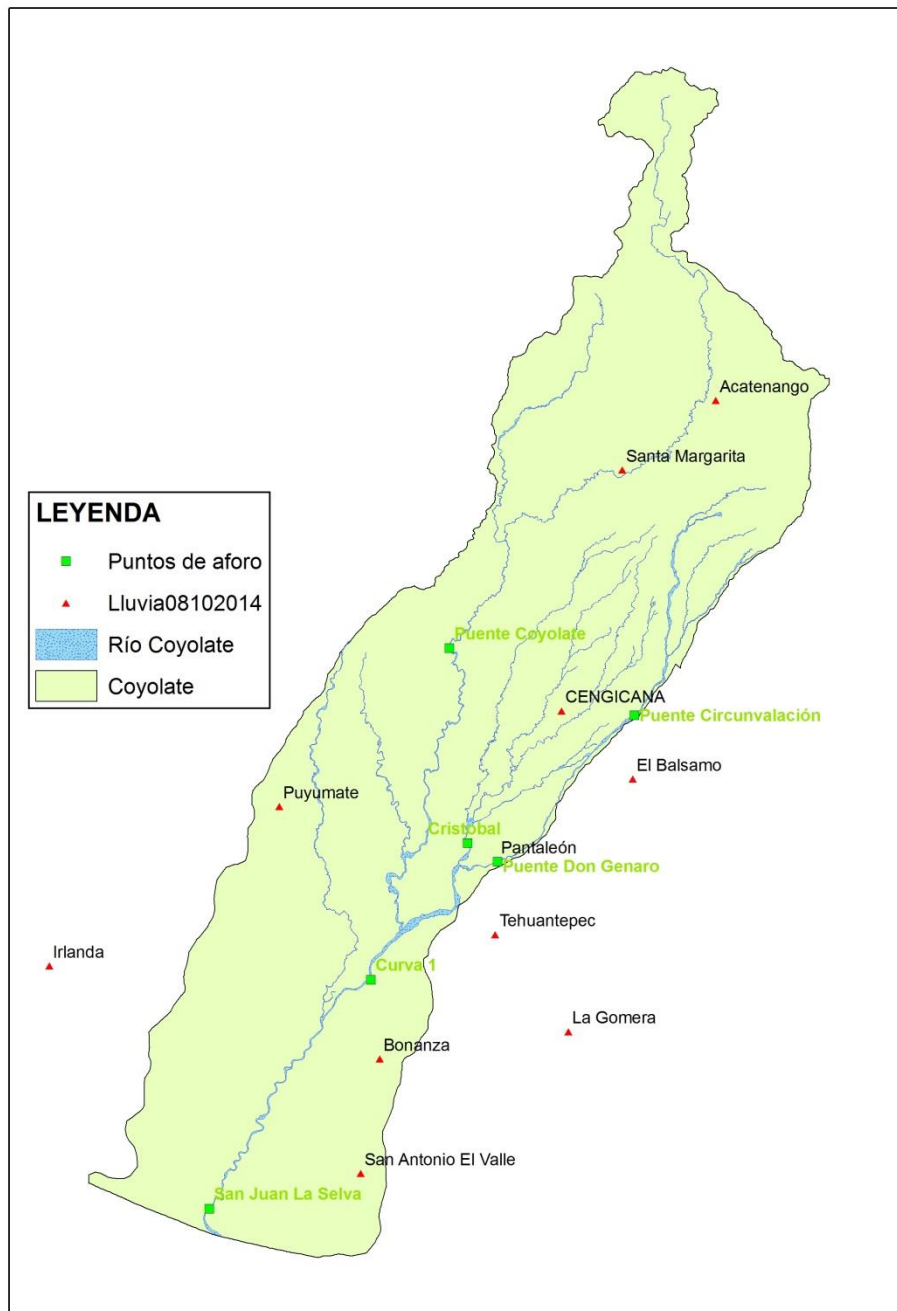 Acatenango
Santa Margarita
LEYENDA
Puntos de aforo
Lluvia08102014
Río Coyolate
Coyolate
Puente Coyolate
CENGICANA
Puente Circunvalación
El Balsamo
Puyumate
Cristobal
Pantaleón
Puente Don Genaro
Tehuantepec
Irlanda
Curva 1
La Gomera
Bonanza
San Antonio El Valle
San Juan La Selva